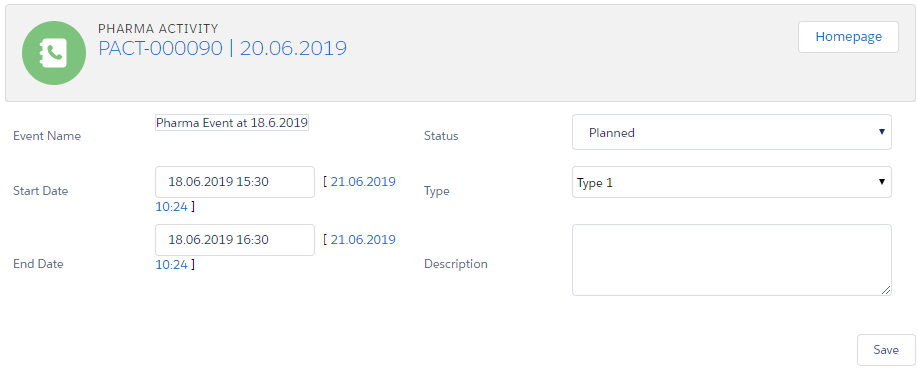 PHARMA ACTIVITY
PACT-000090 | 20.06.2019
Homepage
Event Name
Pharma Event at 18.6.2019
Status
Planned
Start Date
18.06.2019 15:30 [ 21.06.2019
10:24 ]
Type
Type 1
End Date
18.06.2019 16:30 [ 21.06.2019
10:24 ]
Description
Save